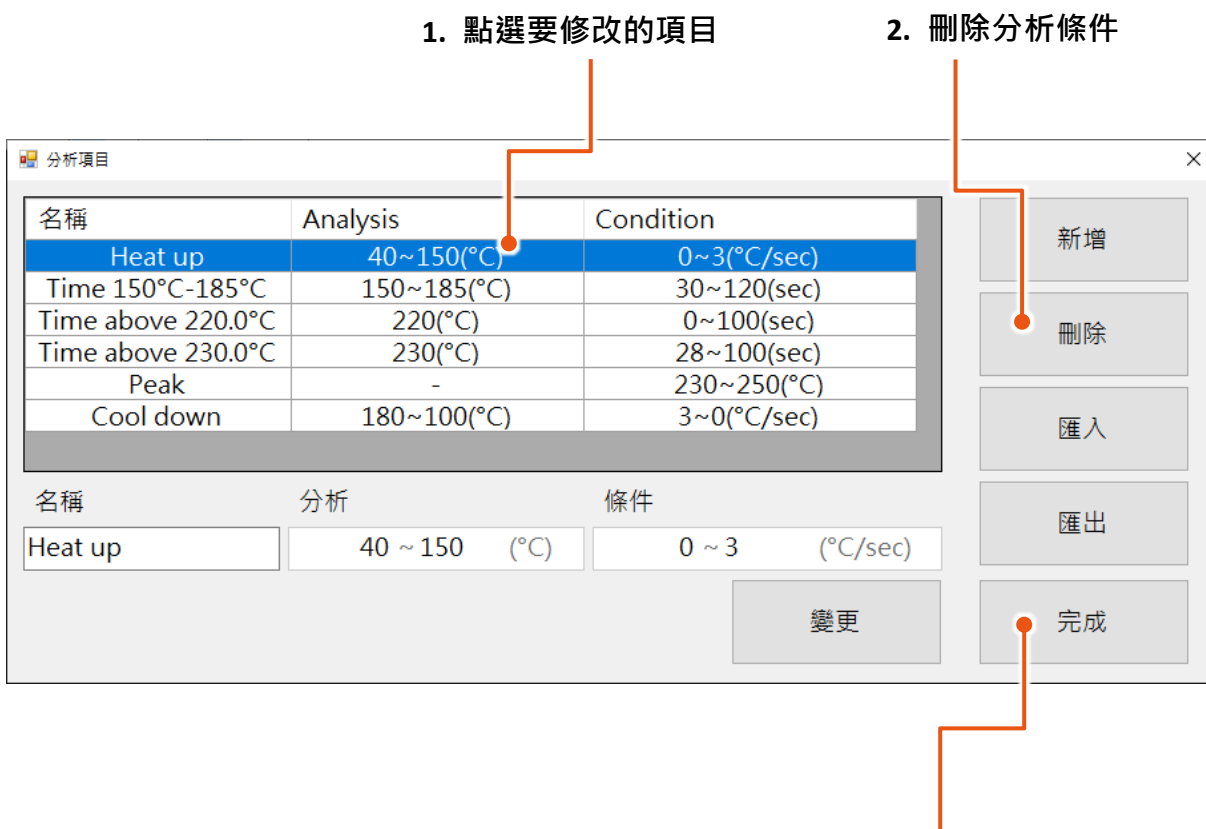 1. 點選要修改的項目
2. 刪除分析條件
分析項目
名稱 Analysis Condition
Heat up 40~150(°C) 0~3(°C/sec)
Time 150°C-185°C 150~185(°C) 30~120(sec)
Time above 220.0°C 220(°C) 0~100(sec)
Time above 230.0°C 230(°C) 28~100(sec)
Peak - 230~250(°C)
Cool down 180~100(°C) 3~0(°C/sec)
名稱 分析 條件
Heat up 40 ~ 150 (°C) 0 ~ 3 (°C/sec)
變更
新增
刪除
匯入
匯出
完成